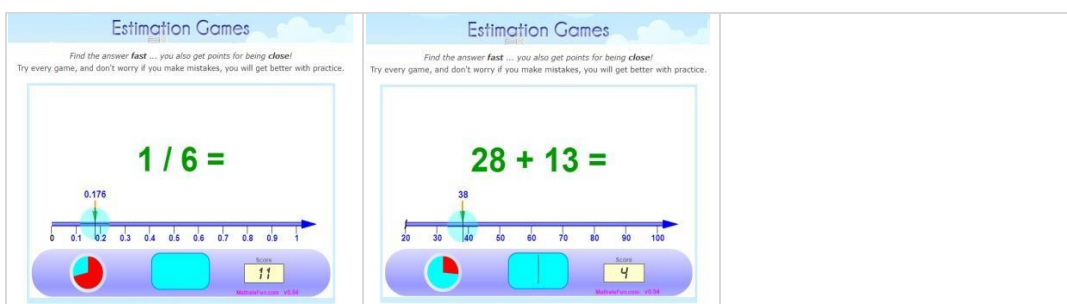 Estimation Games
Find the answer fast ... you also get points for being close!
Try every game, and don't worry if you make mistakes, you will get better with practice.
1 / 6 =
0.176
0 0.1 0.2 0.3 0.4 0.5 0.6 0.7 0.8 0.9 1
Score
11
MathsIsFun.com v0.94
Estimation Games
Find the answer fast ... you also get points for being close!
Try every game, and don't worry if you make mistakes, you will get better with practice.
28 + 13 =
38
20 30 40 50 60 70 80 90 100
Score
4
MathsIsFun.com v0.94